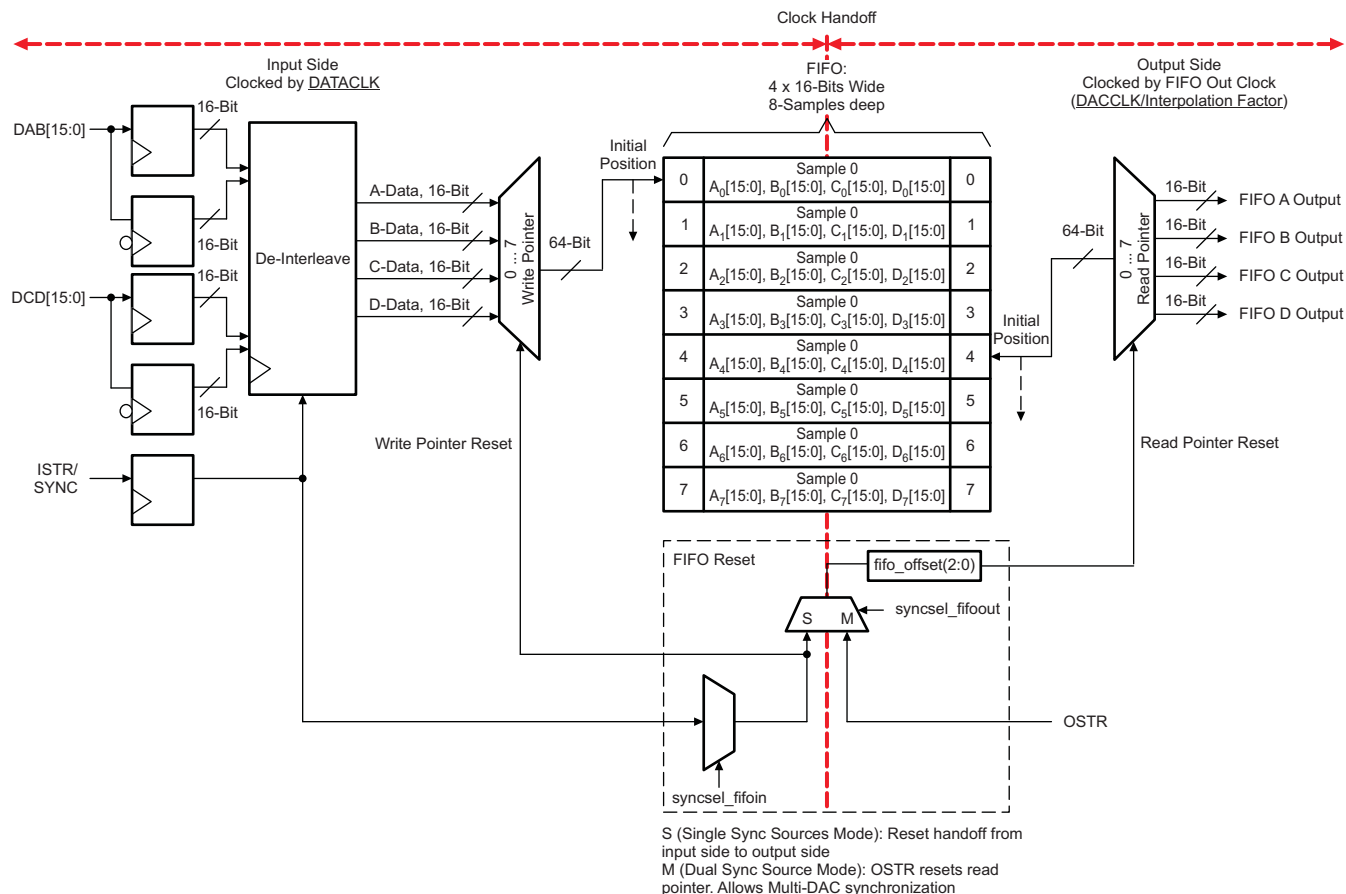 Clock Handoff
Input Side
Clocked by DATACLK
FIFO:
4 x 16-Bits Wide
8-Samples deep
Output Side
Clocked by FIFO Out Clock
(DACCLK/Interpolation Factor)
DAB[15:0]
16-Bit
16-Bit
DCD[15:0]
16-Bit
16-Bit
De-Interleave
A-Data, 16-Bit
B-Data, 16-Bit
C-Data, 16-Bit
D-Data, 16-Bit
0 ... 7
Write Pointer
64-Bit
Initial
Position
0 Sample 0 0
A0[15:0], B0[15:0], C0[15:0], D0[15:0]
1 Sample 0 1
A1[15:0], B1[15:0], C1[15:0], D1[15:0]
2 Sample 0 2
A2[15:0], B2[15:0], C2[15:0], D2[15:0]
3 Sample 0 3
A3[15:0], B3[15:0], C3[15:0], D3[15:0]
4 Sample 0 4
A4[15:0], B4[15:0], C4[15:0], D4[15:0]
5 Sample 0 5
A5[15:0], B5[15:0], C5[15:0], D5[15:0]
6 Sample 0 6
A6[15:0], B6[15:0], C6[15:0], D6[15:0]
7 Sample 0 7
A7[15:0], B7[15:0], C7[15:0], D7[15:0]
Initial
Position
64-Bit
0 ... 7
Read Pointer
16-Bit
FIFO A Output
16-Bit
FIFO B Output
16-Bit
FIFO C Output
16-Bit
FIFO D Output
ISTR/
SYNC
Write Pointer Reset
Read Pointer Reset
FIFO Reset
fifo_offset(2:0)
S M
syncsel_fifoout
OSTR
syncsel_fifoin
S (Single Sync Sources Mode): Reset handoff from
input side to output side
M (Dual Sync Source Mode): OSTR resets read
pointer. Allows Multi-DAC synchronization